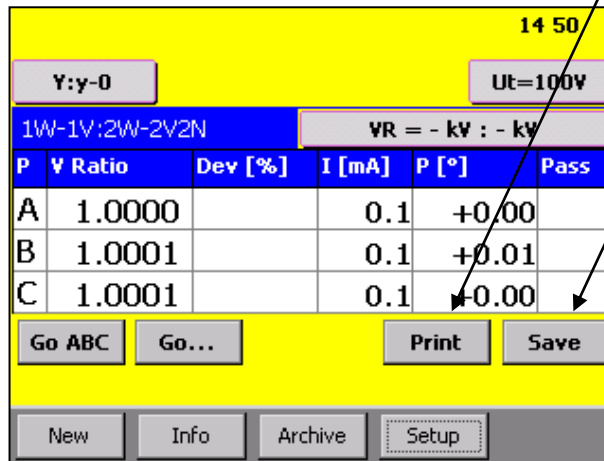 14 50
Y:y-0 Ut=100V
1W-1V:2W-2V2N VR = - kV : - kV
P V Ratio Dev [%] I [mA] P [°] Pass
A 1.0000 0.1 +0.00
B 1.0001 0.1 +0.01
C 1.0001 0.1 +0.00
Go ABC Go... Print Save
New Info Archive Setup